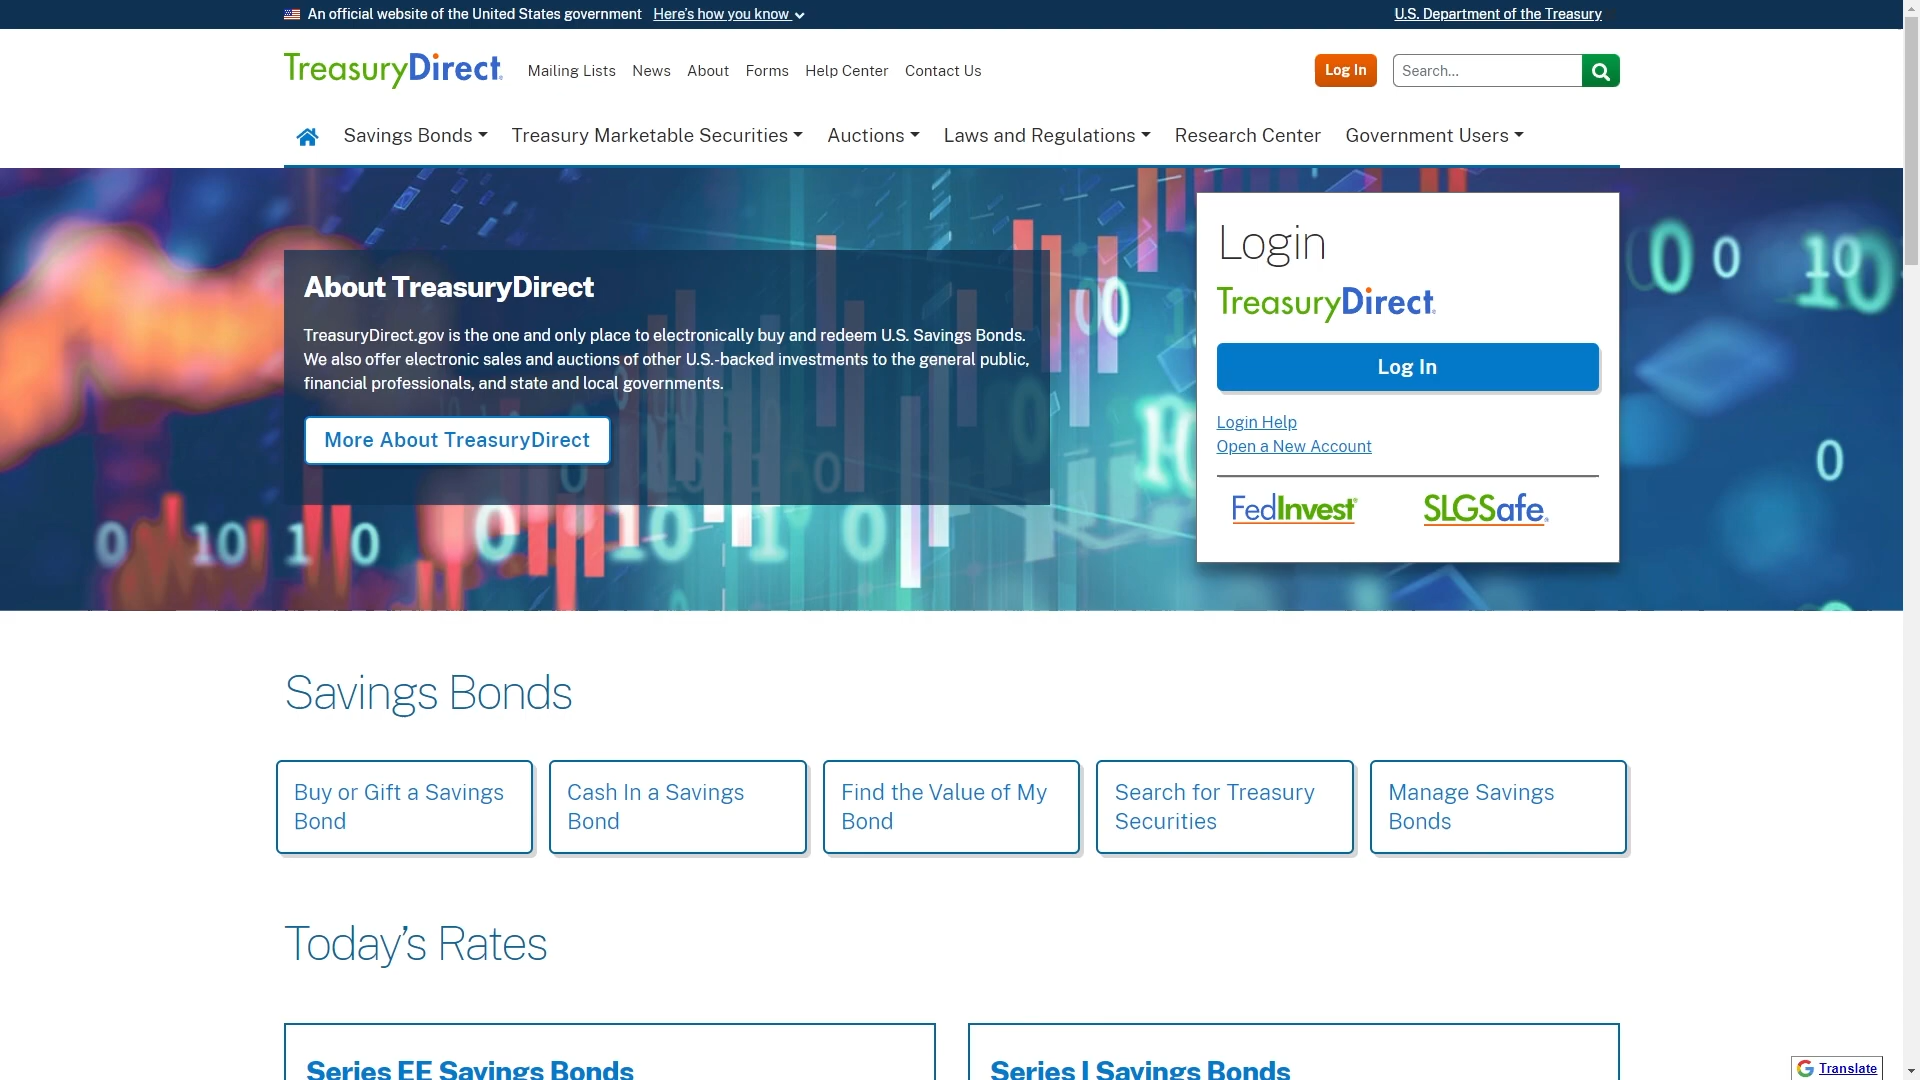 An official website of the United States government Here's how you know
U.S. Department of the Treasury
TreasuryDirect®
Mailing Lists News About Forms Help Center Contact Us
Log In
Search...
Savings Bonds Treasury Marketable Securities Auctions Laws and Regulations Research Center Government Users
About TreasuryDirect
TreasuryDirect.gov is the one and only place to electronically buy and redeem U.S. Savings Bonds.
We also offer electronic sales and auctions of other U.S.-backed investments to the general public,
financial professionals, and state and local governments.
More About TreasuryDirect
Login
TreasuryDirect®
Log In
Login Help
Open a New Account
FedInvest®
SLGSafe®
Savings Bonds
Buy or Gift a Savings
Bond
Cash In a Savings
Bond
Find the Value of My
Bond
Search for Treasury
Securities
Manage Savings
Bonds
Today's Rates
Series EE Savings Bonds
Series I Savings Bonds
Translate